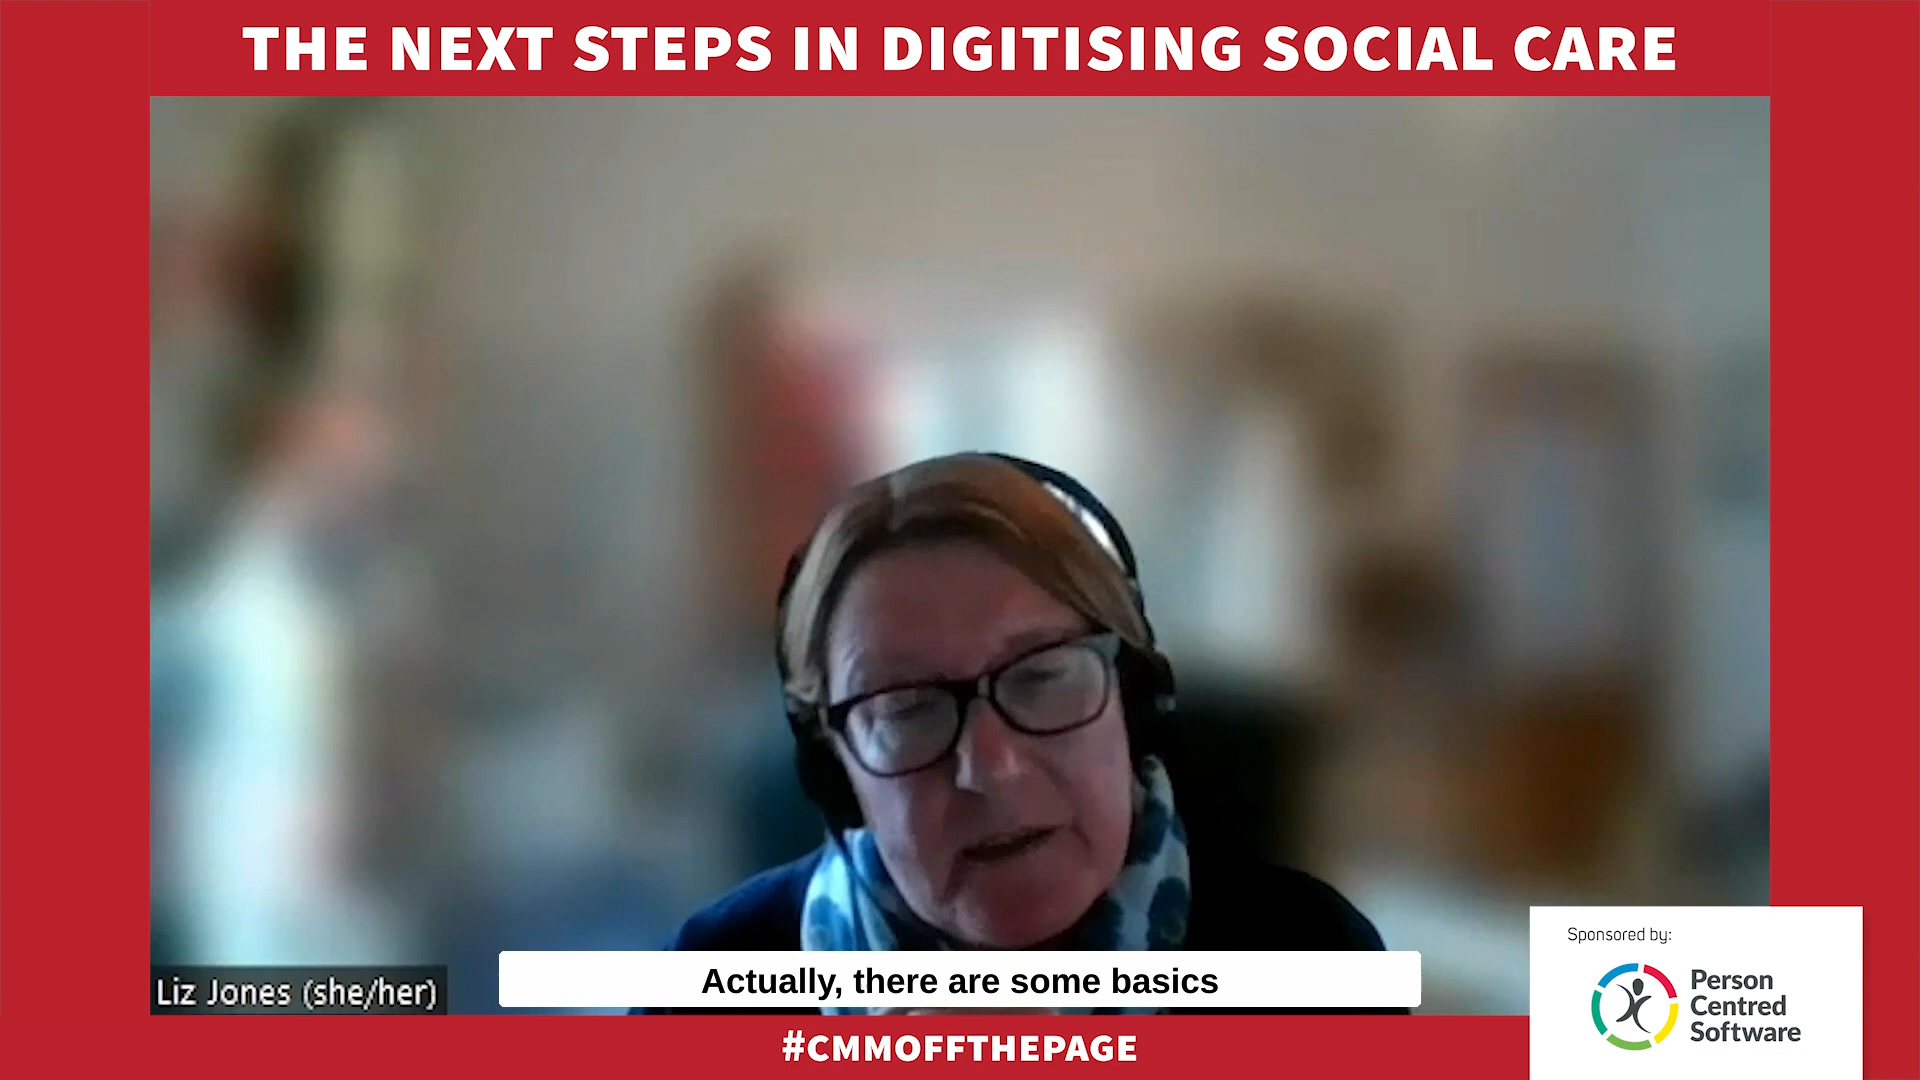 THE NEXT STEPS IN DIGITISING SOCIAL CARE
Liz Jones (she/her)
Actually, there are some basics
Sponsored by:
Person
Centred
Software
#CMMOFFTHEPAGE